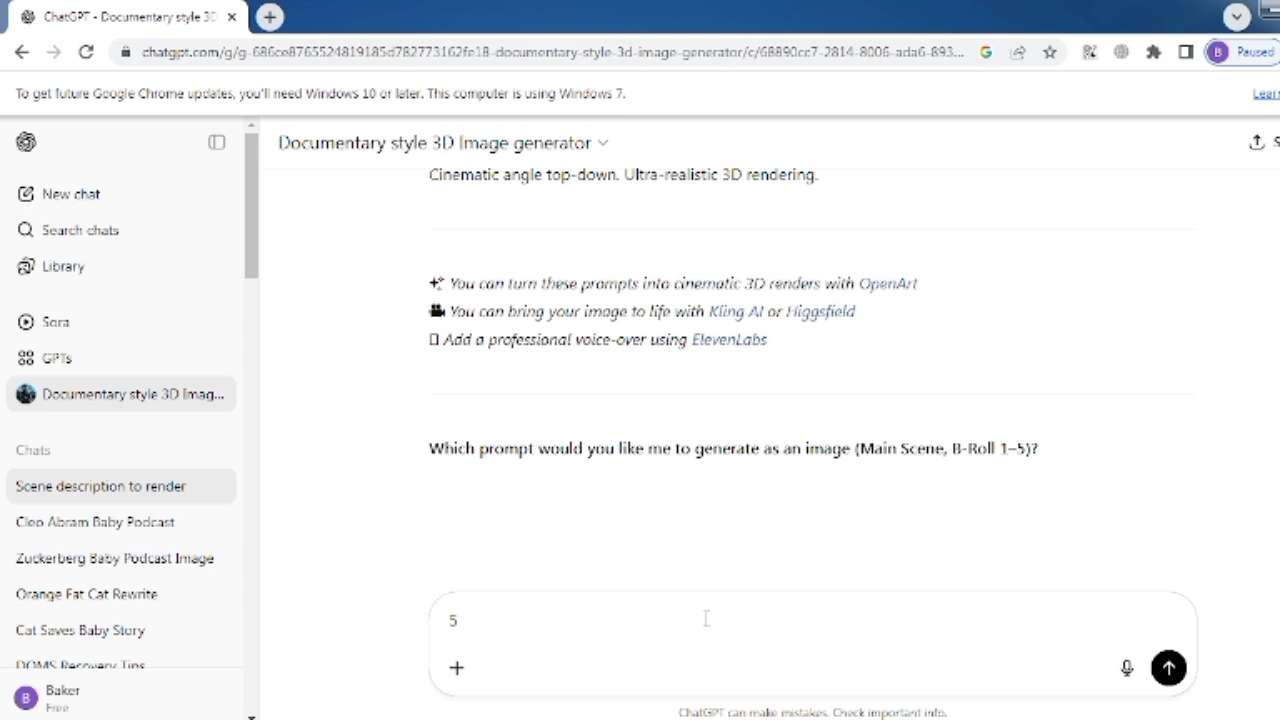 ChatGPT - Documentary style 3D
chatgpt.com/g/g-686ce8765524819185d782773162fe18-documentary-style-3d-image-generator/c/68890cc7-2814-8006-ada6-893...
Paused
To get future Google Chrome updates, you'll need Windows 10 or later. This computer is using Windows 7.
Lear
Documentary style 3D Image generator
S
New chat
Search chats
Library
Sora
GPTs
Documentary style 3D Imag...
Chats
Scene description to render
Cleo Abram Baby Podcast
Zuckerberg Baby Podcast Image
Orange Fat Cat Rewrite
Cat Saves Baby Story
DOMS Recovery Tips
B
Baker
Free
Cinematic angle top-down. Ultra-realistic 3D rendering.
You can turn these prompts into cinematic 3D renders with OpenArt
You can bring your image to life with Kling AI or Higgsfield
Add a professional voice-over using ElevenLabs
Which prompt would you like me to generate as an image (Main Scene, B-Roll 1–5)?
5
ChatGPT can make mistakes. Check important info.